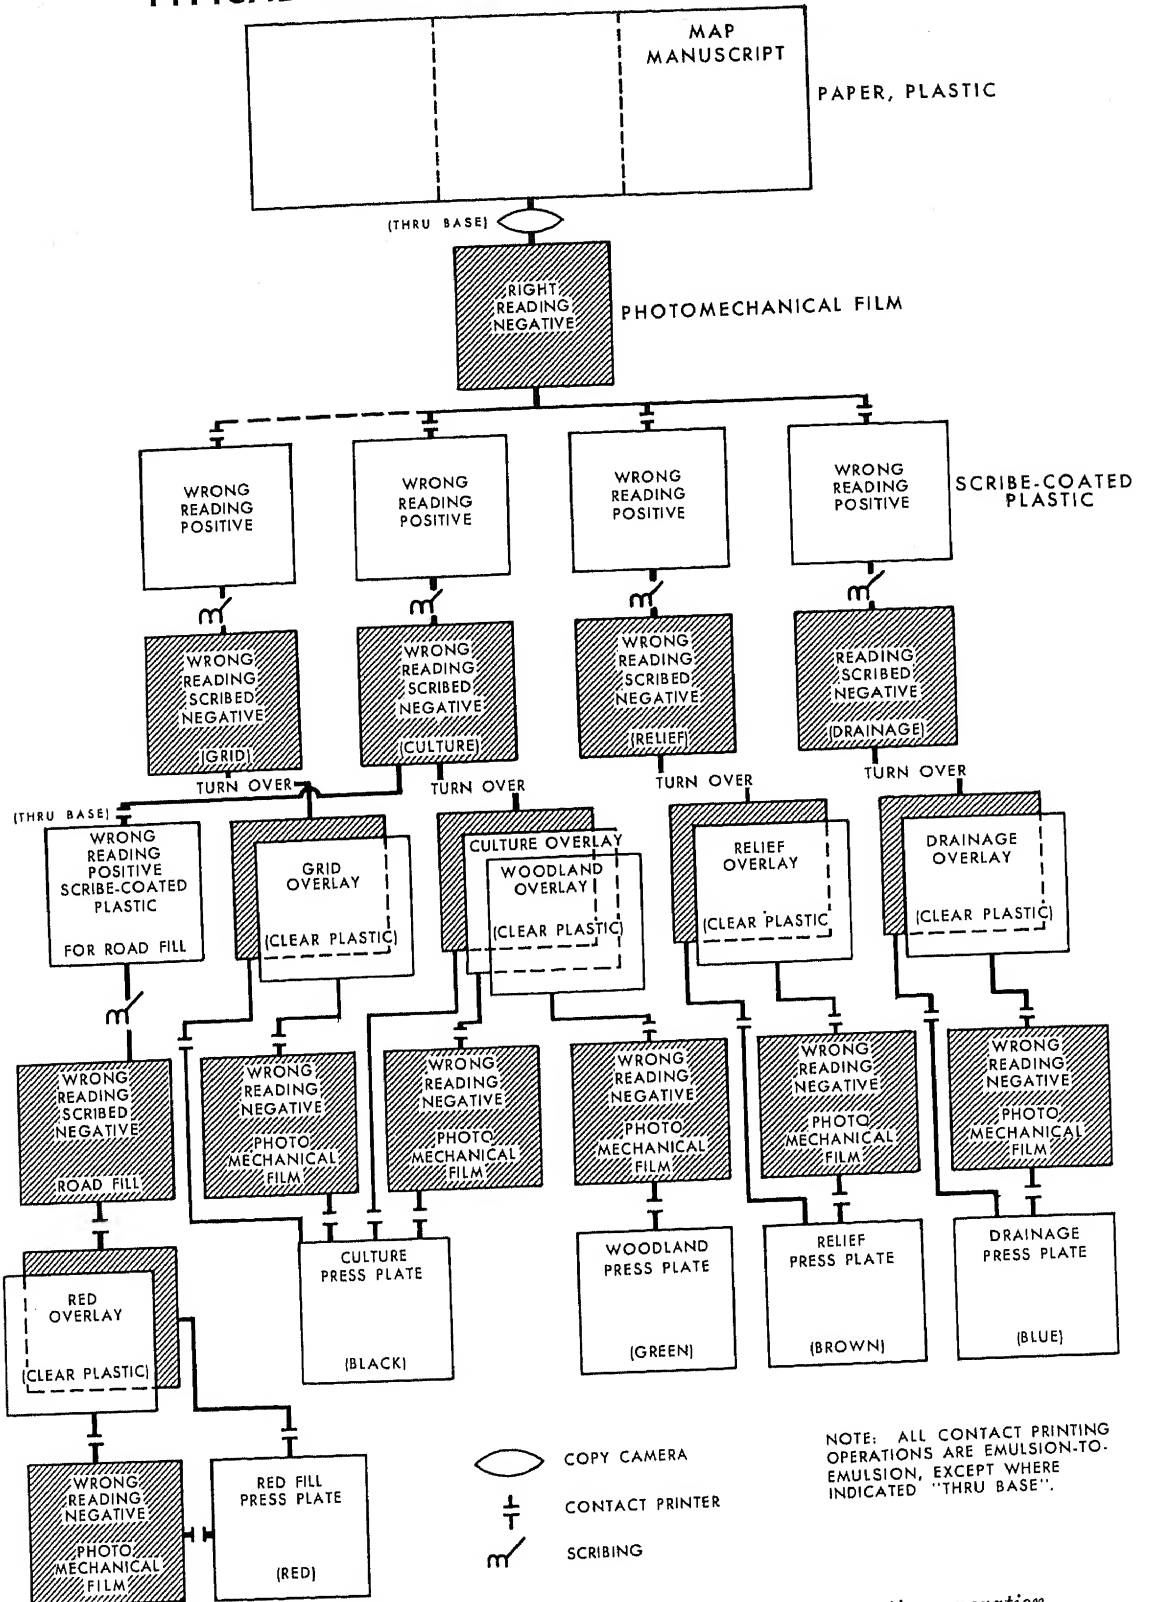 MAP
MANUSCRIPT
PAPER, PLASTIC
(THRU BASE)
RIGHT
READING
NEGATIVE
PHOTOMECHANICAL FILM
WRONG
READING
POSITIVE
WRONG
READING
POSITIVE
WRONG
READING
POSITIVE
WRONG
READING
POSITIVE
SCRIBE-COATED
PLASTIC
WRONG
READING
SCRIBED
NEGATIVE
(GRID)
WRONG
READING
SCRIBED
NEGATIVE
(CULTURE)
WRONG
READING
SCRIBED
NEGATIVE
(RELIEF)
READING
SCRIBED
NEGATIVE
(DRAINAGE)
TURN OVER
TURN OVER
TURN OVER
TURN OVER
(THRU BASE)
WRONG
READING
POSITIVE
SCRIBE-COATED
PLASTIC
FOR ROAD FILL
GRID
OVERLAY
(CLEAR PLASTIC)
CULTURE OVERLAY
WOODLAND
OVERLAY
(CLEAR PLASTIC)
RELIEF
OVERLAY
(CLEAR PLASTIC
DRAINAGE
OVERLAY
(CLEAR PLASTIC)
WRONG
READING
SCRIBED
NEGATIVE
ROAD FILL
WRONG
READING
NEGATIVE
PHOTO
MECHANICAL
FILM
WRONG
READING
NEGATIVE
PHOTO
MECHANICAL
FILM
WRONG
READING
NEGATIVE
PHOTO
MECHANICAL
FILM
WRONG
READING
NEGATIVE
PHOTO
MECHANICAL
FILM
WRONG
READING
NEGATIVE
PHOTO
MECHANICAL
FILM
CULTURE
PRESS PLATE
(BLACK)
WOODLAND
PRESS PLATE
(GREEN)
RELIEF
PRESS PLATE
(BROWN)
DRAINAGE
PRESS PLATE
(BLUE)
RED
OVERLAY
(CLEAR PLASTIC)
WRONG
READING
NEGATIVE
PHOTO
MECHANICAL
FILM
RED FILL
PRESS PLATE
(RED)
COPY CAMERA
CONTACT PRINTER
SCRIBING
NOTE: ALL CONTACT PRINTING
OPERATIONS ARE EMULSION-TO-
EMULSION, EXCEPT WHERE
INDICATED "THRU BASE".